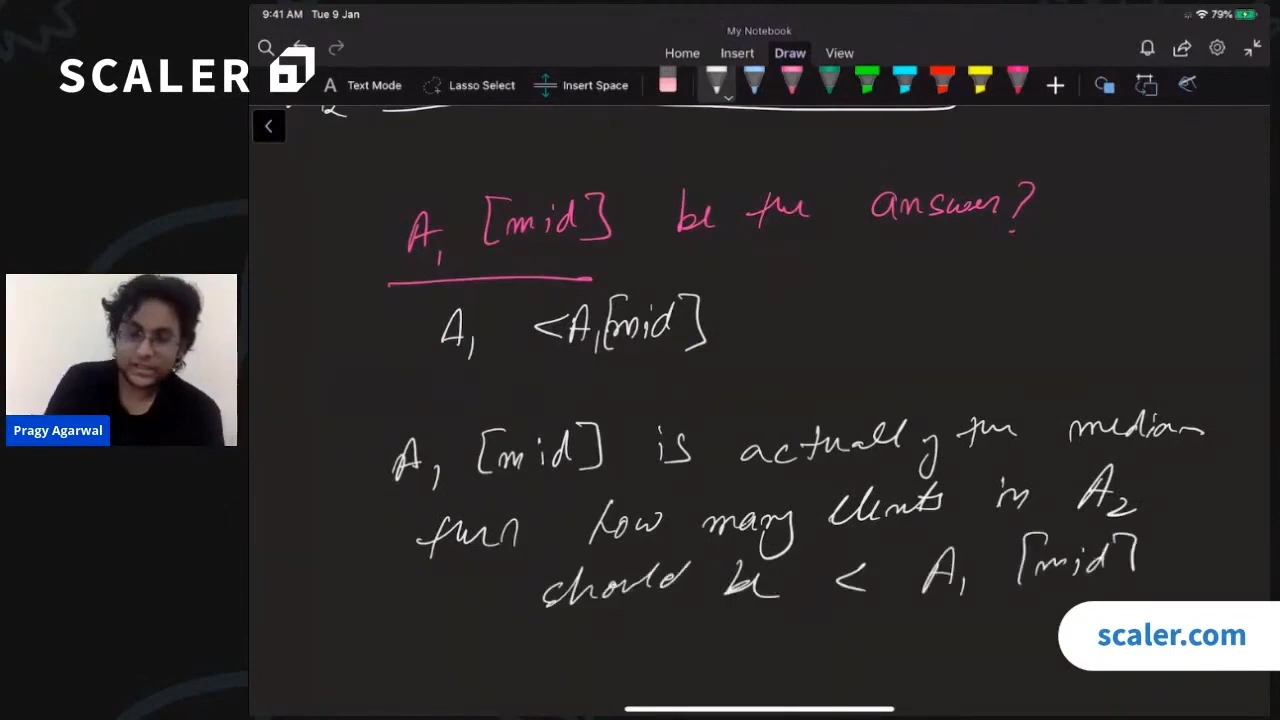 9:41 AM Tue 9 Jan
79%
My Notebook
Home Insert Draw View
SCALER
A Text Mode Lasso Select Insert Space
2
A1 [mid] be the answer?
A1 <A1[mid]
A1 [mid] is actually the median
then how many elements in A2
should be < A1 [mid]
Pragy Agarwal
scaler.com